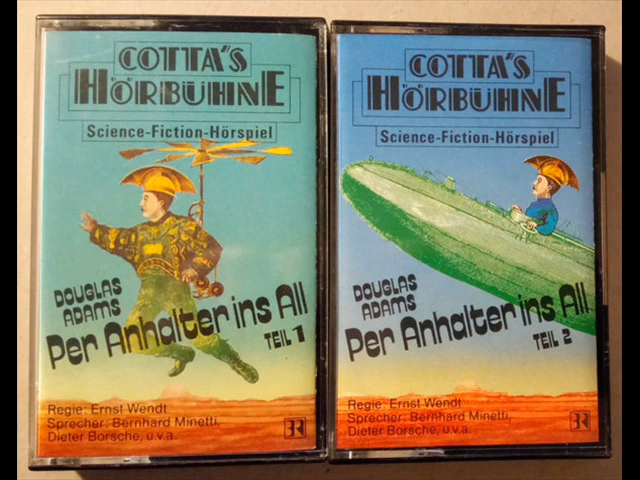 COTTA'S
HÖRBÜHNE
Science-Fiction-Hörspiel
DOUGLAS
ADAMS
Per Anhalter ins All
TEIL 1
Regie: Ernst Wendt
Sprecher: Bernhard Minetti,
Dieter Borsche, u.v.a.
COTTA'S
HÖRBÜHNE
Science-Fiction-Hörspiel
DOUGLAS
ADAMS
Per Anhalter ins All
TEIL 2
Regie: Ernst Wendt
Sprecher: Bernhard Minetti,
Dieter Borsche, u.v.a.